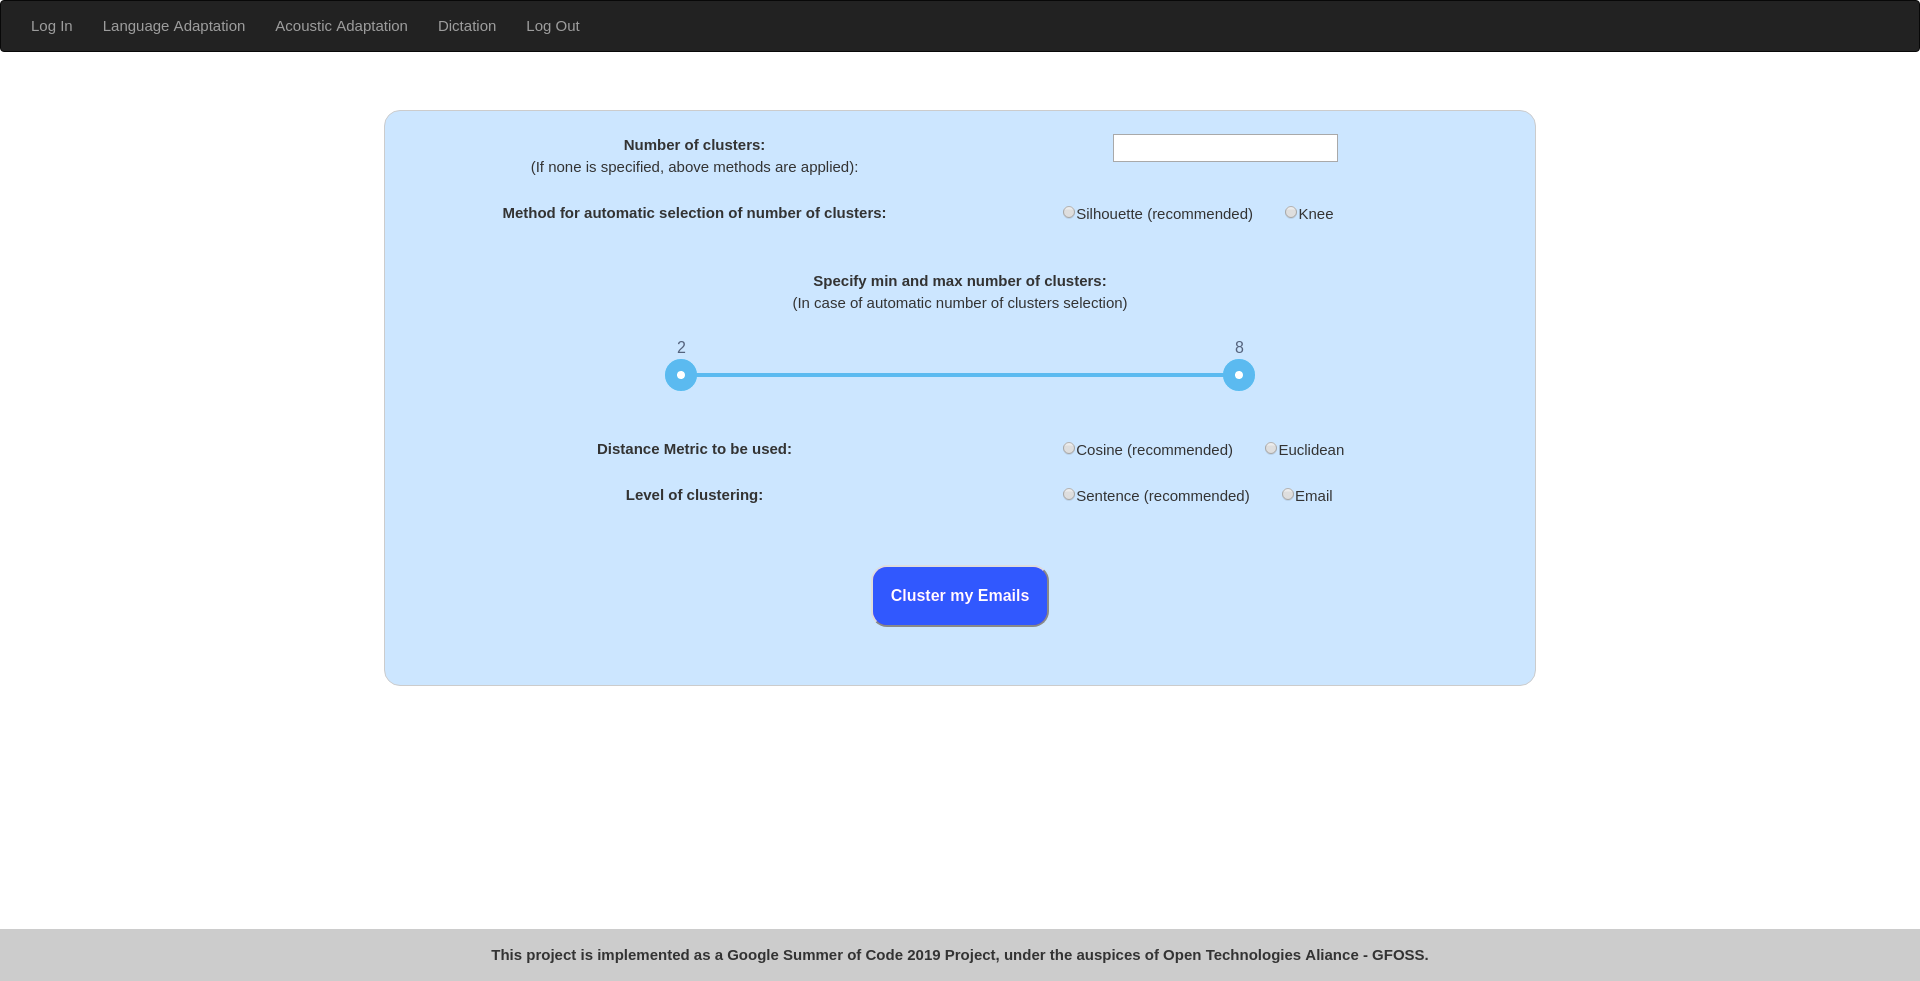 Log In Language Adaptation Acoustic Adaptation Dictation Log Out
Number of clusters:
(If none is specified, above methods are applied):
Method for automatic selection of number of clusters: Silhouette (recommended) Knee
Specify min and max number of clusters:
(In case of automatic number of clusters selection)
2 8
Distance Metric to be used: Cosine (recommended) Euclidean
Level of clustering: Sentence (recommended) Email
Cluster my Emails
This project is implemented as a Google Summer of Code 2019 Project, under the auspices of Open Technologies Alliance - GFOSS.